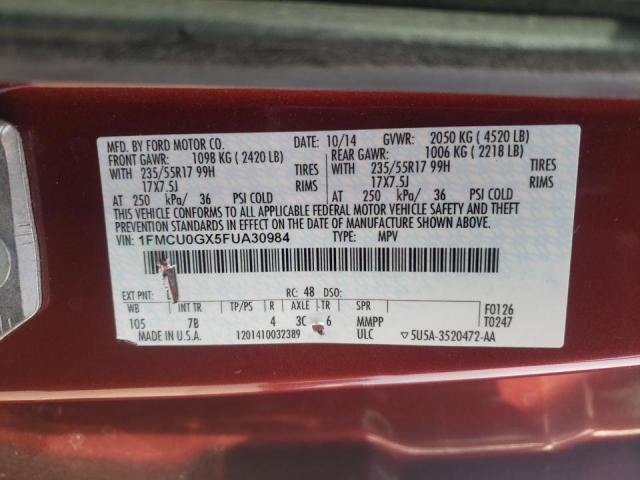 MFD. BY FORD MOTOR CO. 10/14 GVWR: 2050 KG ( 4520 LB)
FRONT GAWR: 1098 KG ( 2420 LB) REAR GAWR: 1006 KG ( 2218 LB)
WITH 235/55R17 99H TIRES WITH 235/55R17 99H TIRES
17X7.5J RIMS 17X7.5J RIMS
AT 250 kPa/ 36 PSI COLD AT 250 kPa/ 36 PSI COLD
THIS VEHICLE CONFORMS TO ALL APPLICABLE FEDERAL MOTOR VEHICLE SAFETY AND THEFT
PREVENTION STANDARDS IN EFFECT ON THE DATE OF MANUFACTURE SHOWN ABOVE.
VIN: 1FMCU0GX5FUA30984 TYPE: MPV
EXT PNT: RC: 48 DSO:
WB INT TR TP/PS R AXLE TR SPR F0126
105 7B 4 3C 6 MMPP T0247
MADE IN U.S.A. 1201410032389 ULC ▽5U5A-3520472-AA